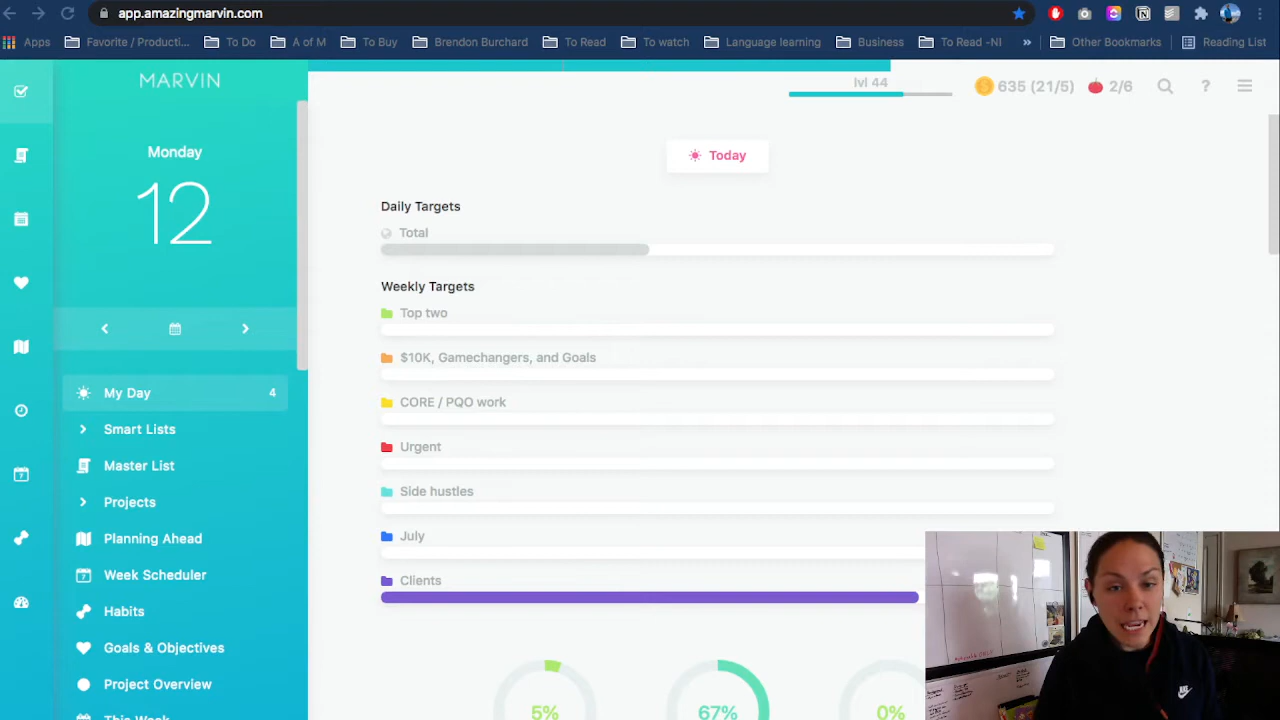 app.amazingmarvin.com
Apps Favorite / Producti... To Do A of M To Buy Brendon Burchard To Read To watch Language learning Business To Read -NI » Other Bookmarks Reading List
MARVIN
lvl 44
635 (21/5) 2/6 ?
Monday
12
Today
Daily Targets
Total
Weekly Targets
Top two
$10K, Gamechangers, and Goals
CORE / PQO work
Urgent
Side hustles
July
Clients
5% 67% 0%
My Day 4
Smart Lists
Master List
Projects
Planning Ahead
7 Week Scheduler
Habits
Goals & Objectives
Project Overview
This Week
7